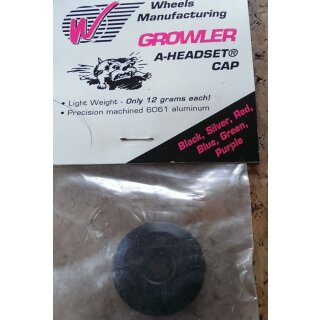 W
Wheels
Manufacturing
GROWLER
A-HEADSET®
CAP
• Light Weight - Only 12 grams each!
• Precision machined 6061 aluminum
Black, Silver, Red,
Blue, Green,
Purple